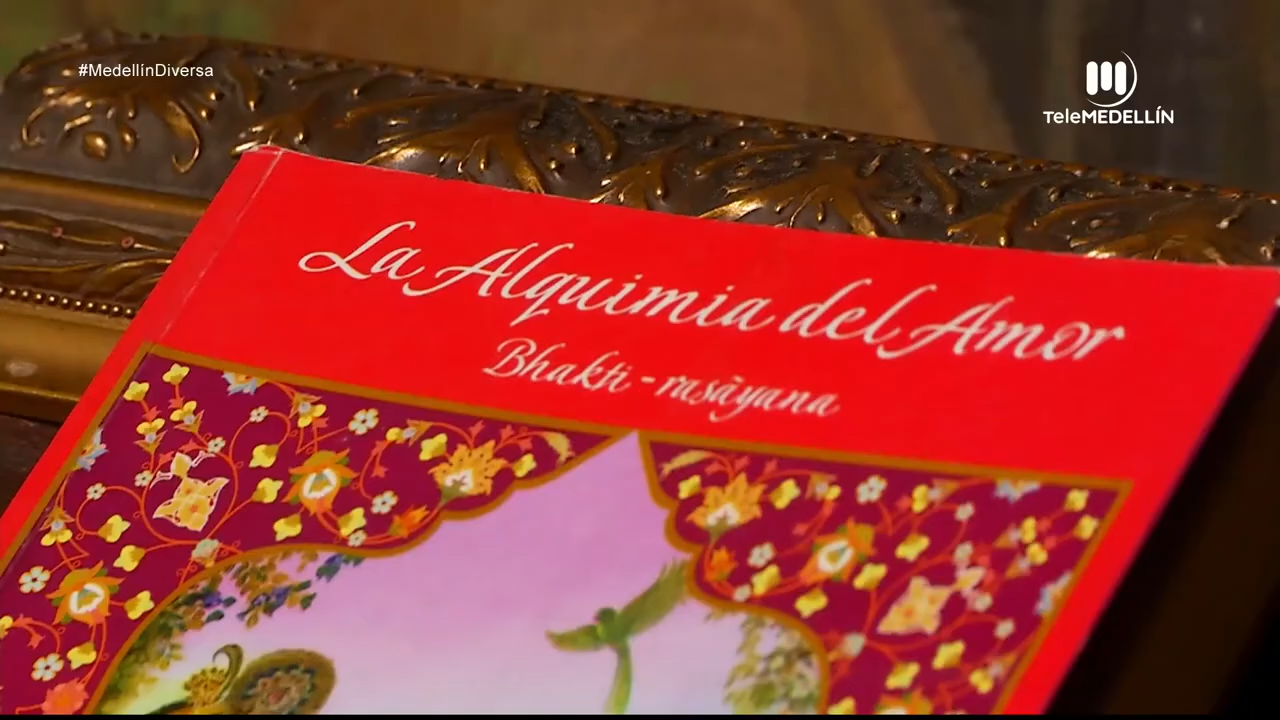 #MedellínDiversa
TeleMEDELLÍN
La Alquimia del Amor
Bhakti - rasāyana